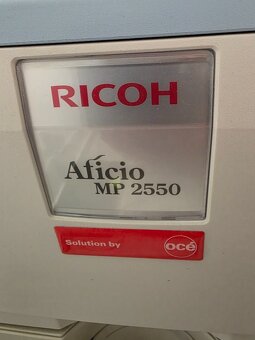 RICOH
Aficio
MP 2550
Solution by océ